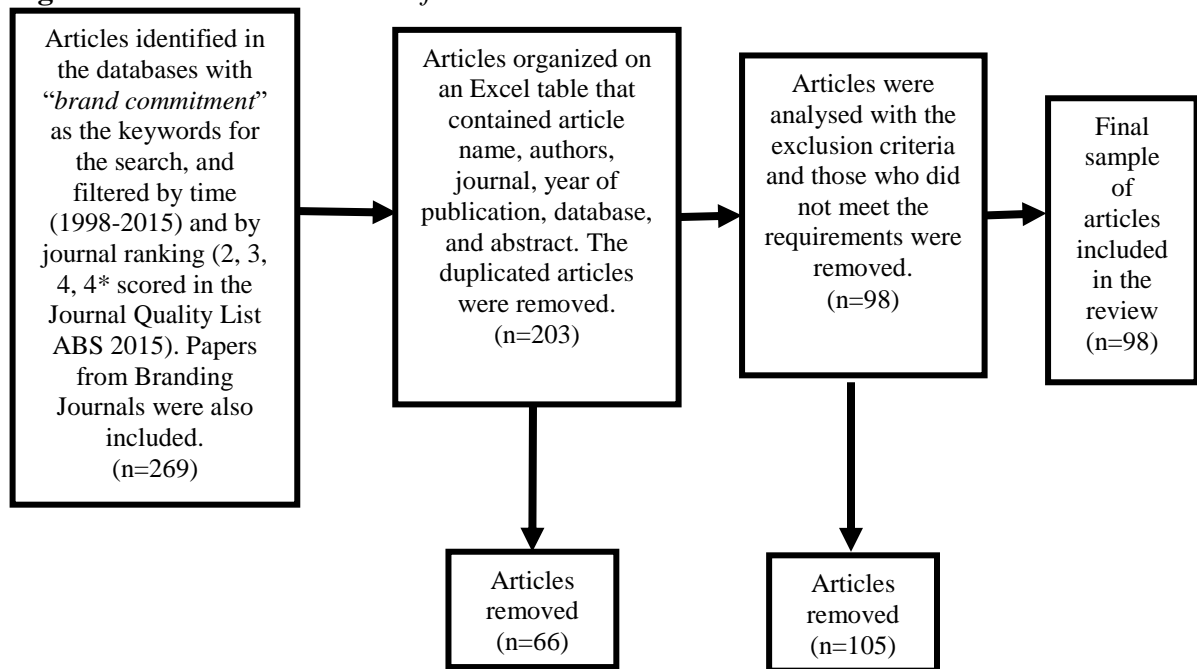 Articles identified in
the databases with
“brand commitment”
as the keywords for
the search, and
filtered by time
(1998-2015) and by
journal ranking (2, 3,
4, 4* scored in the
Journal Quality List
ABS 2015). Papers
from Branding
Journals were also
included.
(n=269)
Articles organized on
an Excel table that
contained article
name, authors,
journal, year of
publication, database,
and abstract. The
duplicated articles
were removed.
(n=203)
Articles were
analysed with the
exclusion criteria
and those who did
not meet the
requirements were
removed.
(n=98)
Final
sample
of
articles
included
in the
review
(n=98)
Articles
removed
(n=66)
Articles
removed
(n=105)